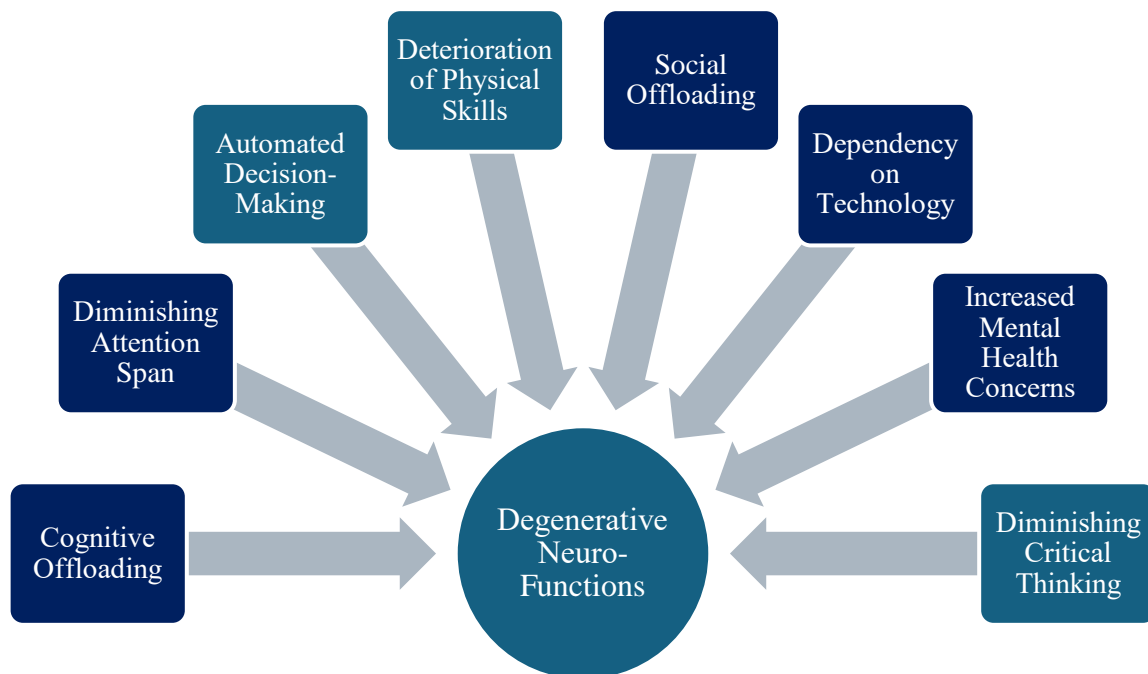 Cognitive
Offloading
Diminishing
Attention
Span
Automated
Decision-
Making
Deterioration
of Physical
Skills
Social
Offloading
Dependency
on
Technology
Increased
Mental
Health
Concerns
Diminishing
Critical
Thinking
Degenerative
Neuro-
Functions